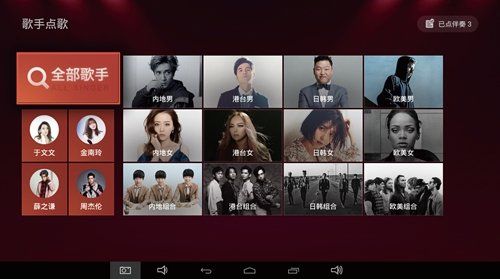 歌手点歌
已点伴奏 3
全部歌手
ALL SINGER
内地男
港台男
日韩男
欧美男
于文文
金南玲
内地女
港台女
日韩女
欧美女
薛之谦
周杰伦
内地组合
港台组合
日韩组合
欧美组合